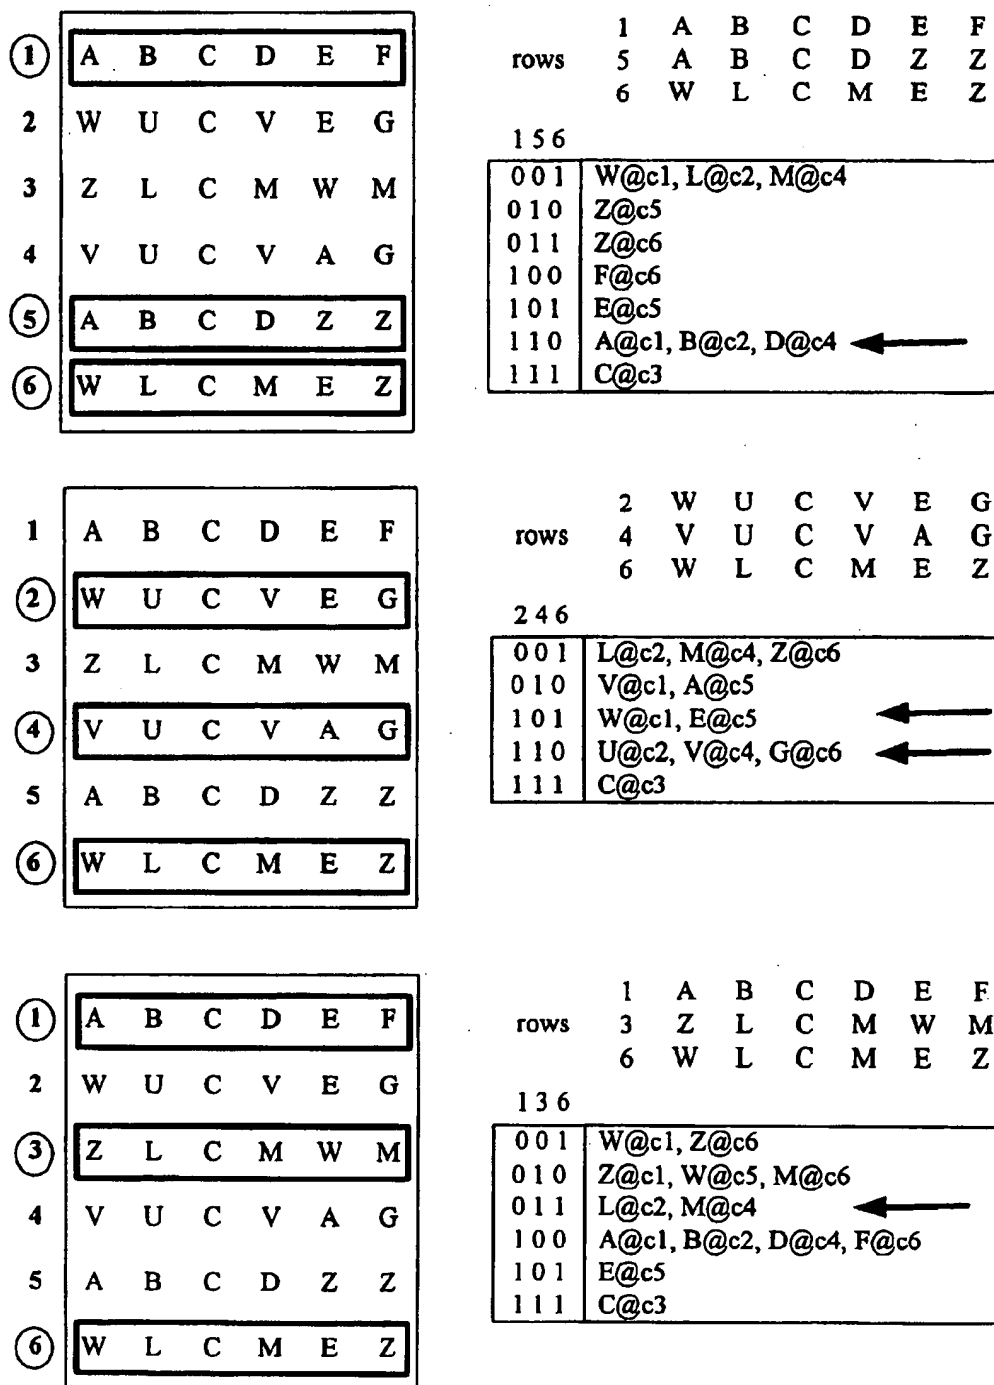 1 A B C D E F
2 W U C V E G
3 Z L C M W M
4 V U C V A G
5 A B C D Z Z
6 W L C M E Z
1 A B C D E F
rows 5 A B C D Z Z
6 W L C M E Z
1 5 6
0 0 1 W@c1, L@c2, M@c4
0 1 0 Z@c5
0 1 1 Z@c6
1 0 0 F@c6
1 0 1 E@c5
1 1 0 A@c1, B@c2, D@c4
1 1 1 C@c3
1 A B C D E F
2 W U C V E G
3 Z L C M W M
4 V U C V A G
5 A B C D Z Z
6 W L C M E Z
2 W U C V E G
rows 4 V U C V A G
6 W L C M E Z
2 4 6
0 0 1 L@c2, M@c4, Z@c6
0 1 0 V@c1, A@c5
1 0 1 W@c1, E@c5
1 1 0 U@c2, V@c4, G@c6
1 1 1 C@c3
1 A B C D E F
2 W U C V E G
3 Z L C M W M
4 V U C V A G
5 A B C D Z Z
6 W L C M E Z
1 A B C D E F
rows 3 Z L C M W M
6 W L C M E Z
1 3 6
0 0 1 W@c1, Z@c6
0 1 0 Z@c1, W@c5, M@c6
0 1 1 L@c2, M@c4
1 0 0 A@c1, B@c2, D@c4, F@c6
1 0 1 E@c5
1 1 1 C@c3